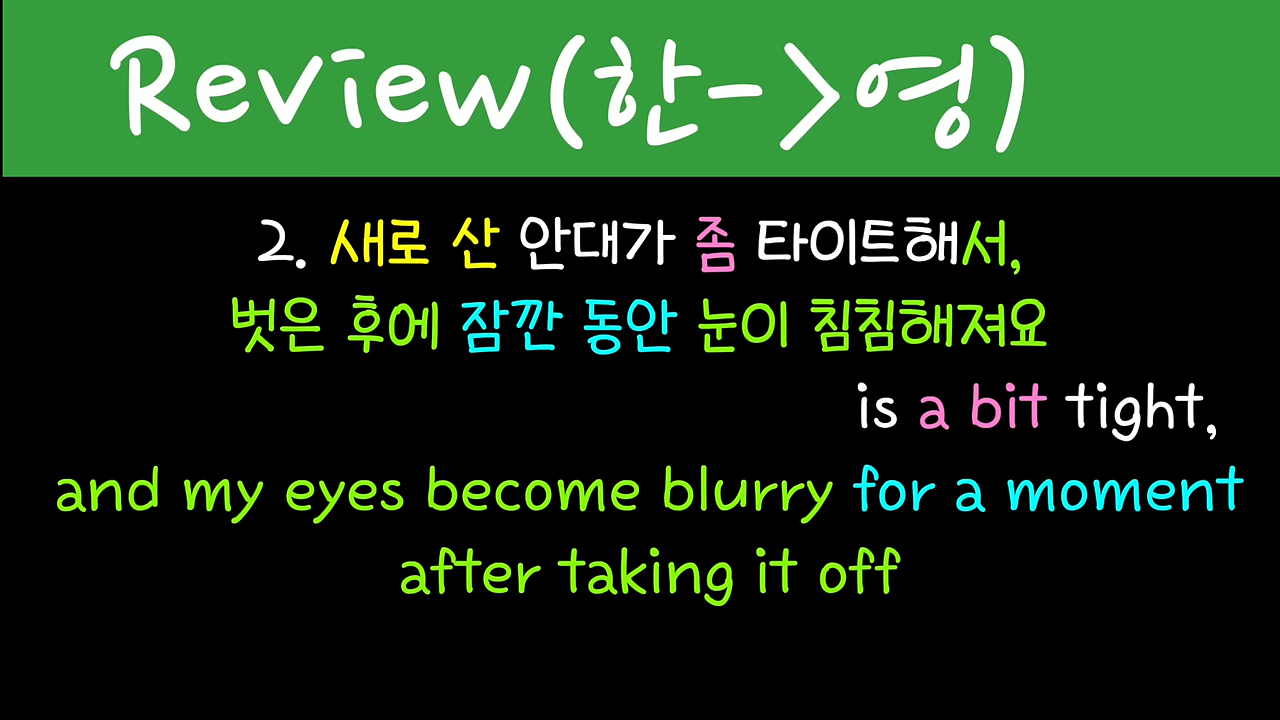 Review(한->영)
2. 새로 산 안대가 좀 타이트해서,
벗은 후에 잠깐 동안 눈이 침침해져요
is a bit tight,
and my eyes become blurry for a moment
after taking it off